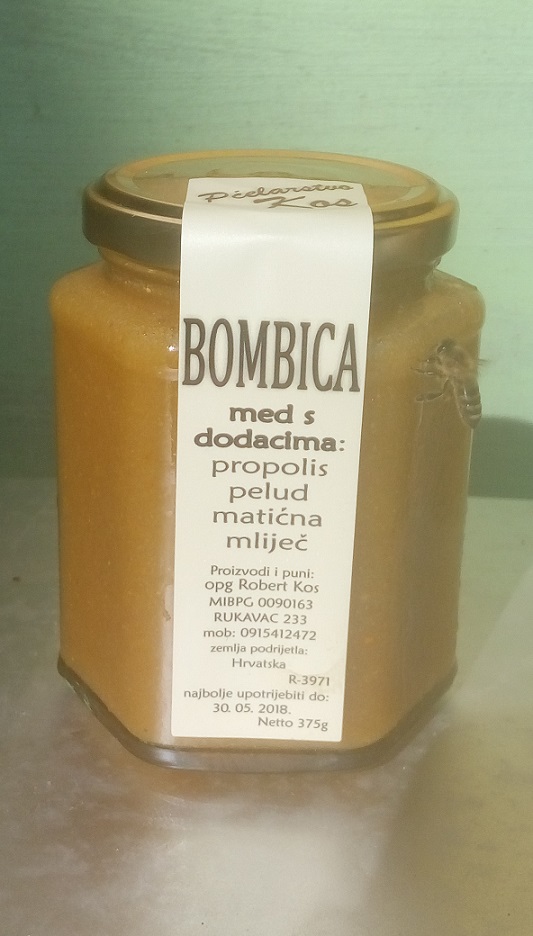 Pčelarstvo
Kos
BOMBICA
med s
dodacima:
propolis
pelud
matićna
mliječ
Proizvodi i puni:
opg Robert Kos
MIBPG 0090163
RUKAVAC 233
mob: 0915412472
zemlja podrijetla:
Hrvatska
R-3971
najbolje upotrijebiti do:
30. 05. 2018.
Netto 375g